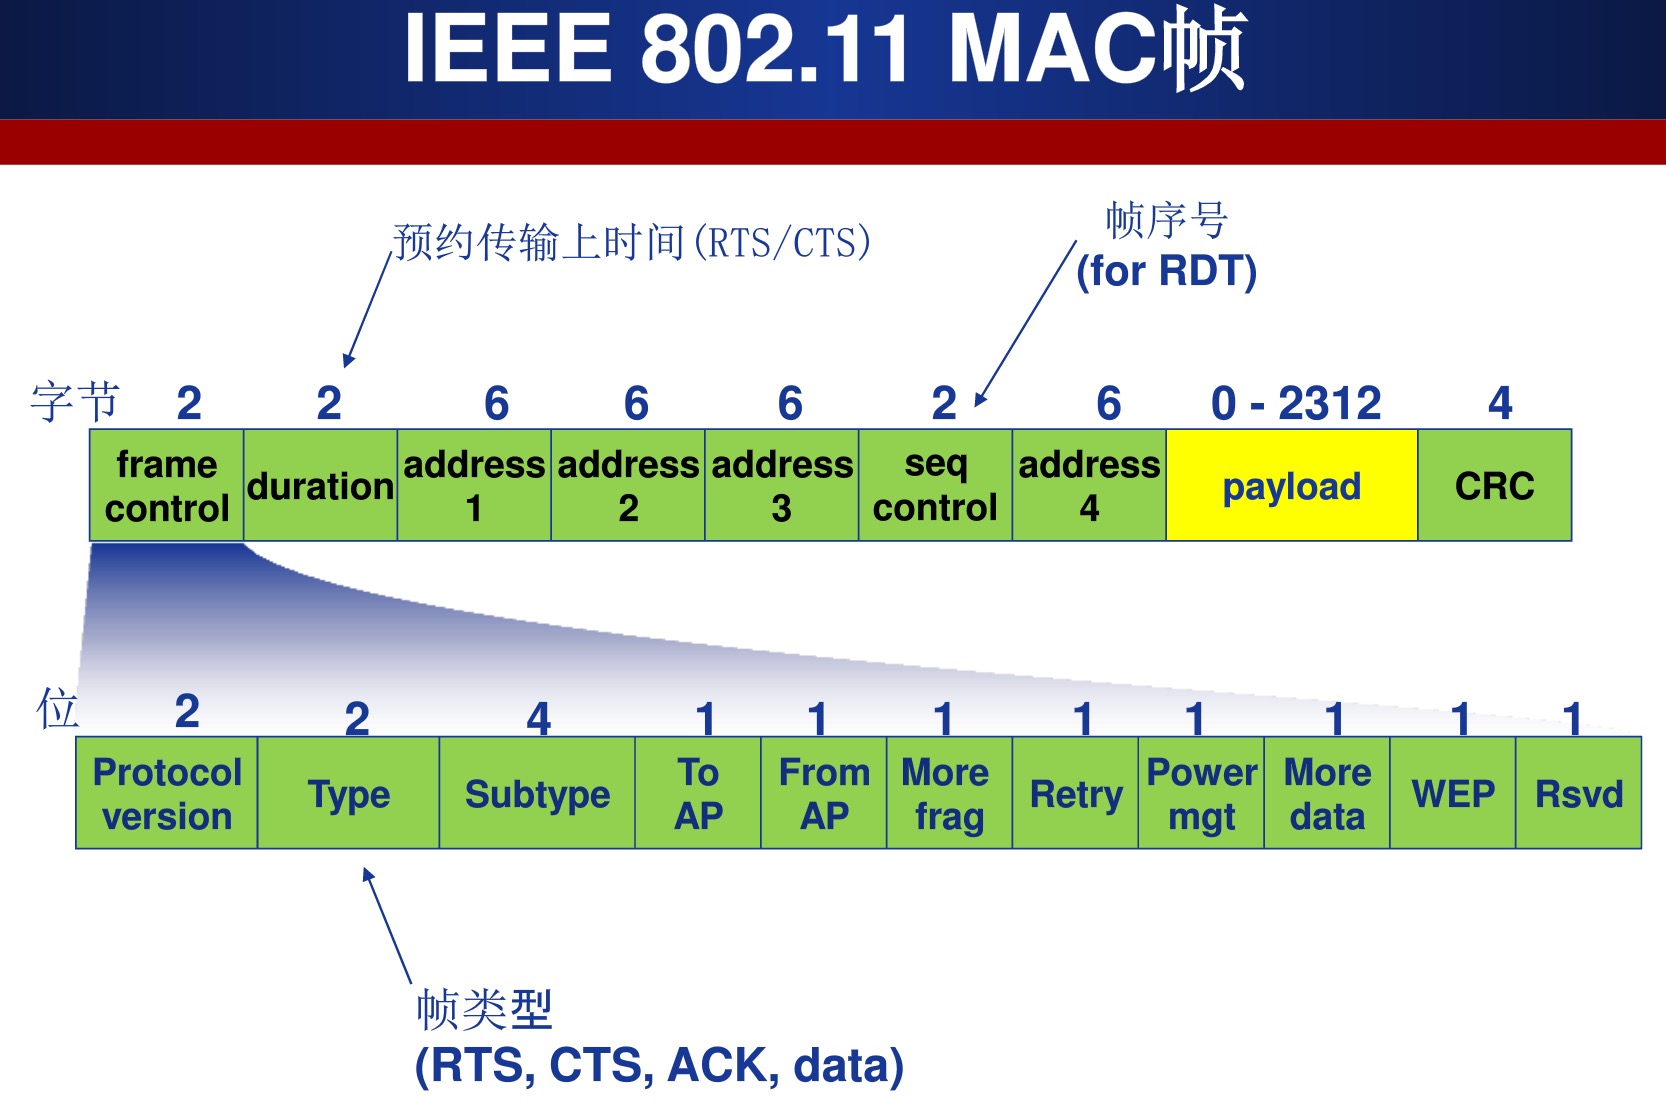 IEEE 802.11 MAC帧
预约传输上时间(RTS/CTS)
帧序号
(for RDT)
字节 2 2 6 6 6 2 6 0 - 2312 4
frame control duration address 1 address 2 address 3 seq control address 4 payload CRC
位 2 2 4 1 1 1 1 1 1 1 1
Protocol version Type Subtype To AP From AP More frag Retry Power mgt More data WEP Rsvd
帧类型
(RTS, CTS, ACK, data)